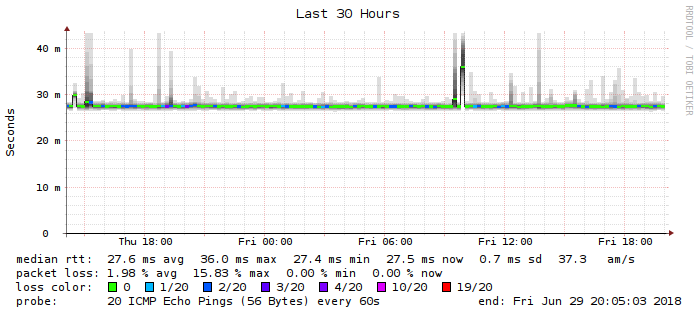 Last 30 Hours
RRDTOOL / TOBI OETIKER
Seconds
40 m
30 m
20 m
10 m
0
Thu 18:00 Fri 00:00 Fri 06:00 Fri 12:00 Fri 18:00
median rtt: 27.6 ms avg 36.0 ms max 27.4 ms min 27.5 ms now 0.7 ms sd 37.3 am/s
packet loss: 1.98 % avg 15.83 % max 0.00 % min 0.00 % now
loss color: 0 1/20 2/20 3/20 4/20 10/20 19/20
probe: 20 ICMP Echo Pings (56 Bytes) every 60s end: Fri Jun 29 20:05:03 2018